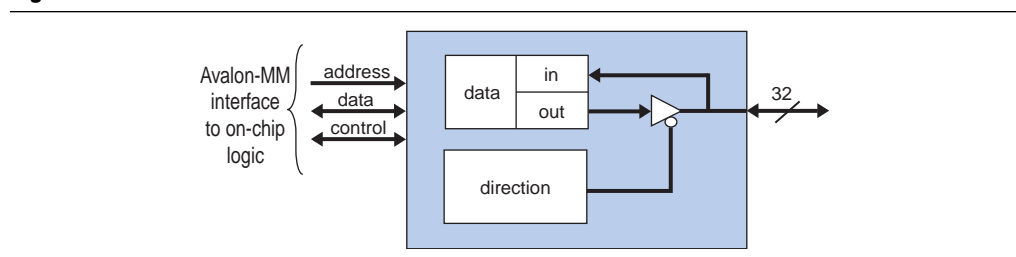 Avalon-MM
interface
to on-chip
logic
address
data
control
data
in
out
direction
32